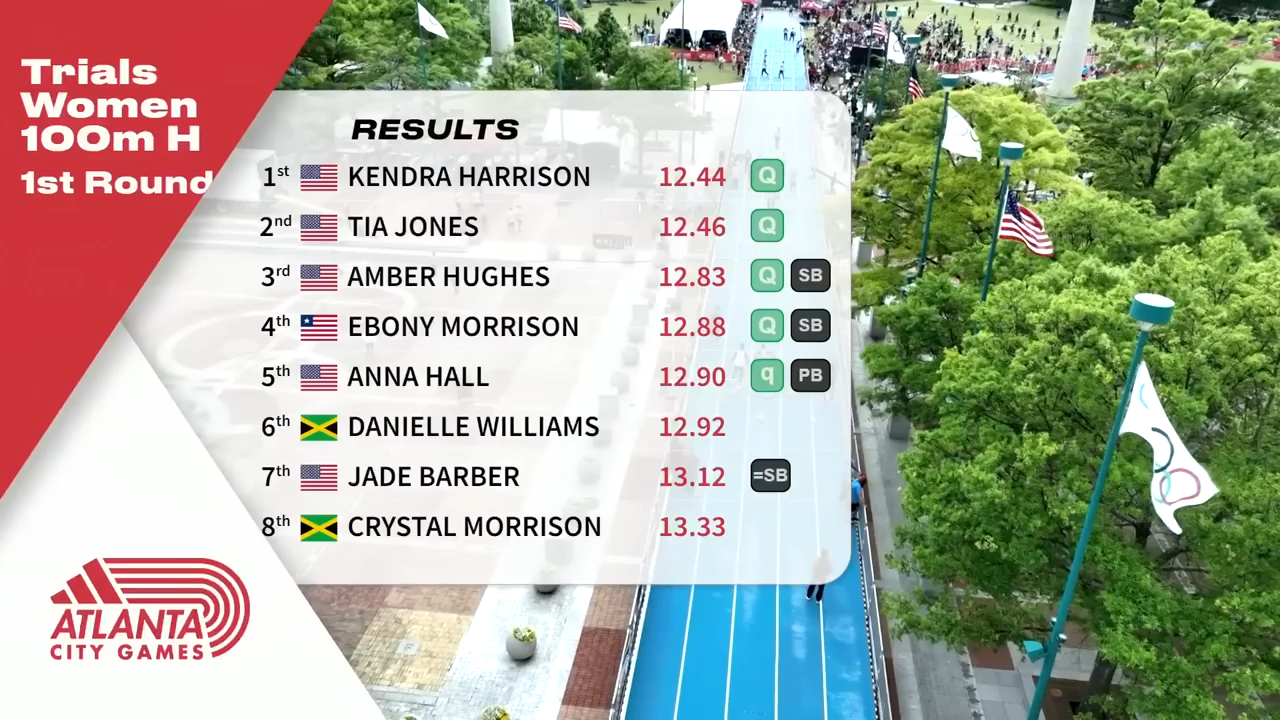 Trials
Women
100m H
1st Round
RESULTS
1st KENDRA HARRISON 12.44 Q
2nd TIA JONES 12.46 Q
3rd AMBER HUGHES 12.83 Q SB
4th EBONY MORRISON 12.88 Q SB
5th ANNA HALL 12.90 q PB
6th DANIELLE WILLIAMS 12.92
7th JADE BARBER 13.12 =SB
8th CRYSTAL MORRISON 13.33
ATLANTA
CITY GAMES